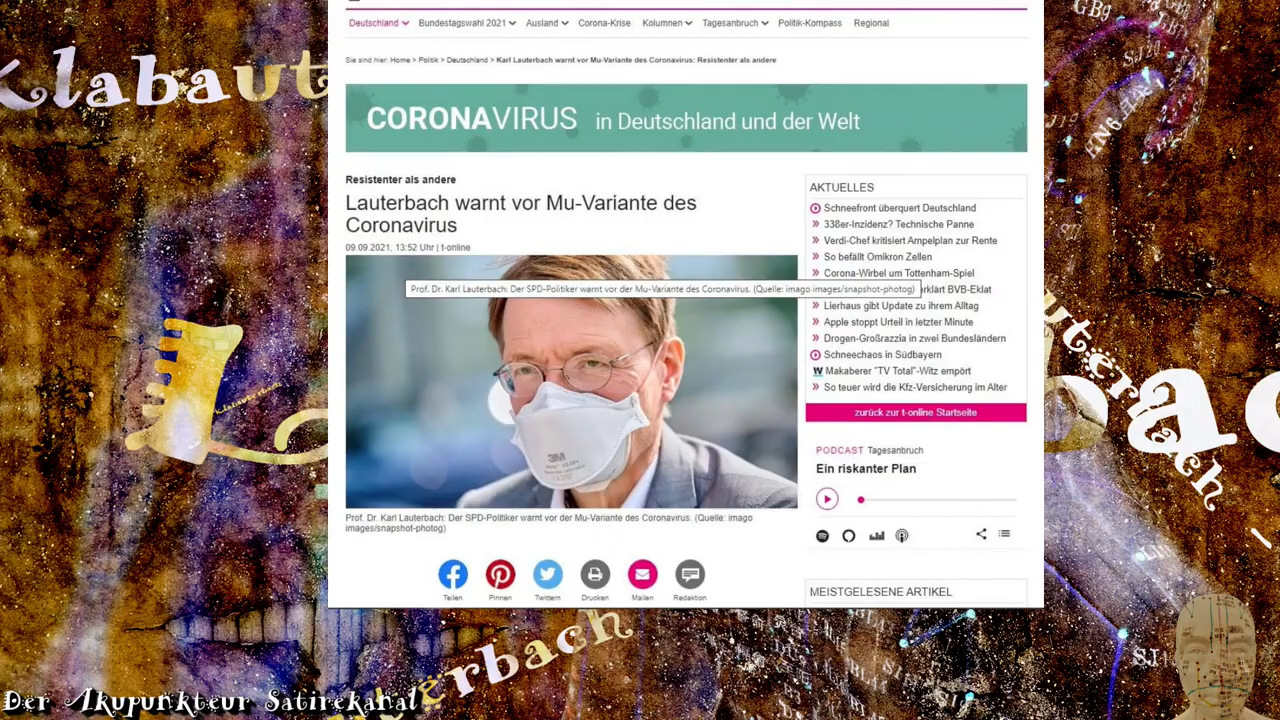 Deutschland Bundestagswahl 2021 Ausland Corona-Krise Kolumnen Tagesanbruch Politik-Kompass Regional
Sie sind hier: Home > Politik > Deutschland > Karl Lauterbach warnt vor Mu-Variante des Coronavirus: Resistenter als andere
CORONAVIRUS in Deutschland und der Welt
Resistenter als andere
Lauterbach warnt vor Mu-Variante des
Coronavirus
09.09.2021, 13:52 Uhr | t-online
Prof. Dr. Karl Lauterbach: Der SPD-Politiker warnt vor der Mu-Variante des Coronavirus. (Quelle: imago images/snapshot-photog)
3M
Prof. Dr. Karl Lauterbach: Der SPD-Politiker warnt vor der Mu-Variante des Coronavirus. (Quelle: imago
images/snapshot-photog)
Teilen Pinnen Twittern Drucken Mailen Redaktion
AKTUELLES
Schneefront überquert Deutschland
338er-Inzidenz? Technische Panne
Verdi-Chef kritisiert Ampelplan zur Rente
So befällt Omikron Zellen
Corona-Wirbel um Tottenham-Spiel
erklärt BVB-Eklat
Lierhaus gibt Update zu ihrem Alltag
Apple stoppt Urteil in letzter Minute
Drogen-Großrazzia in zwei Bundesländern
Schneechaos in Südbayern
W Makaberer "TV Total"-Witz empört
So teuer wird die Kfz-Versicherung im Alter
zurück zur t-online Startseite
PODCAST Tagesanbruch
Ein riskanter Plan
MEISTGELESENE ARTIKEL
Klabaut
uterbach
a
erbach
GB9
SJ19
SJ1
Der Akupunkteur Satirekanal